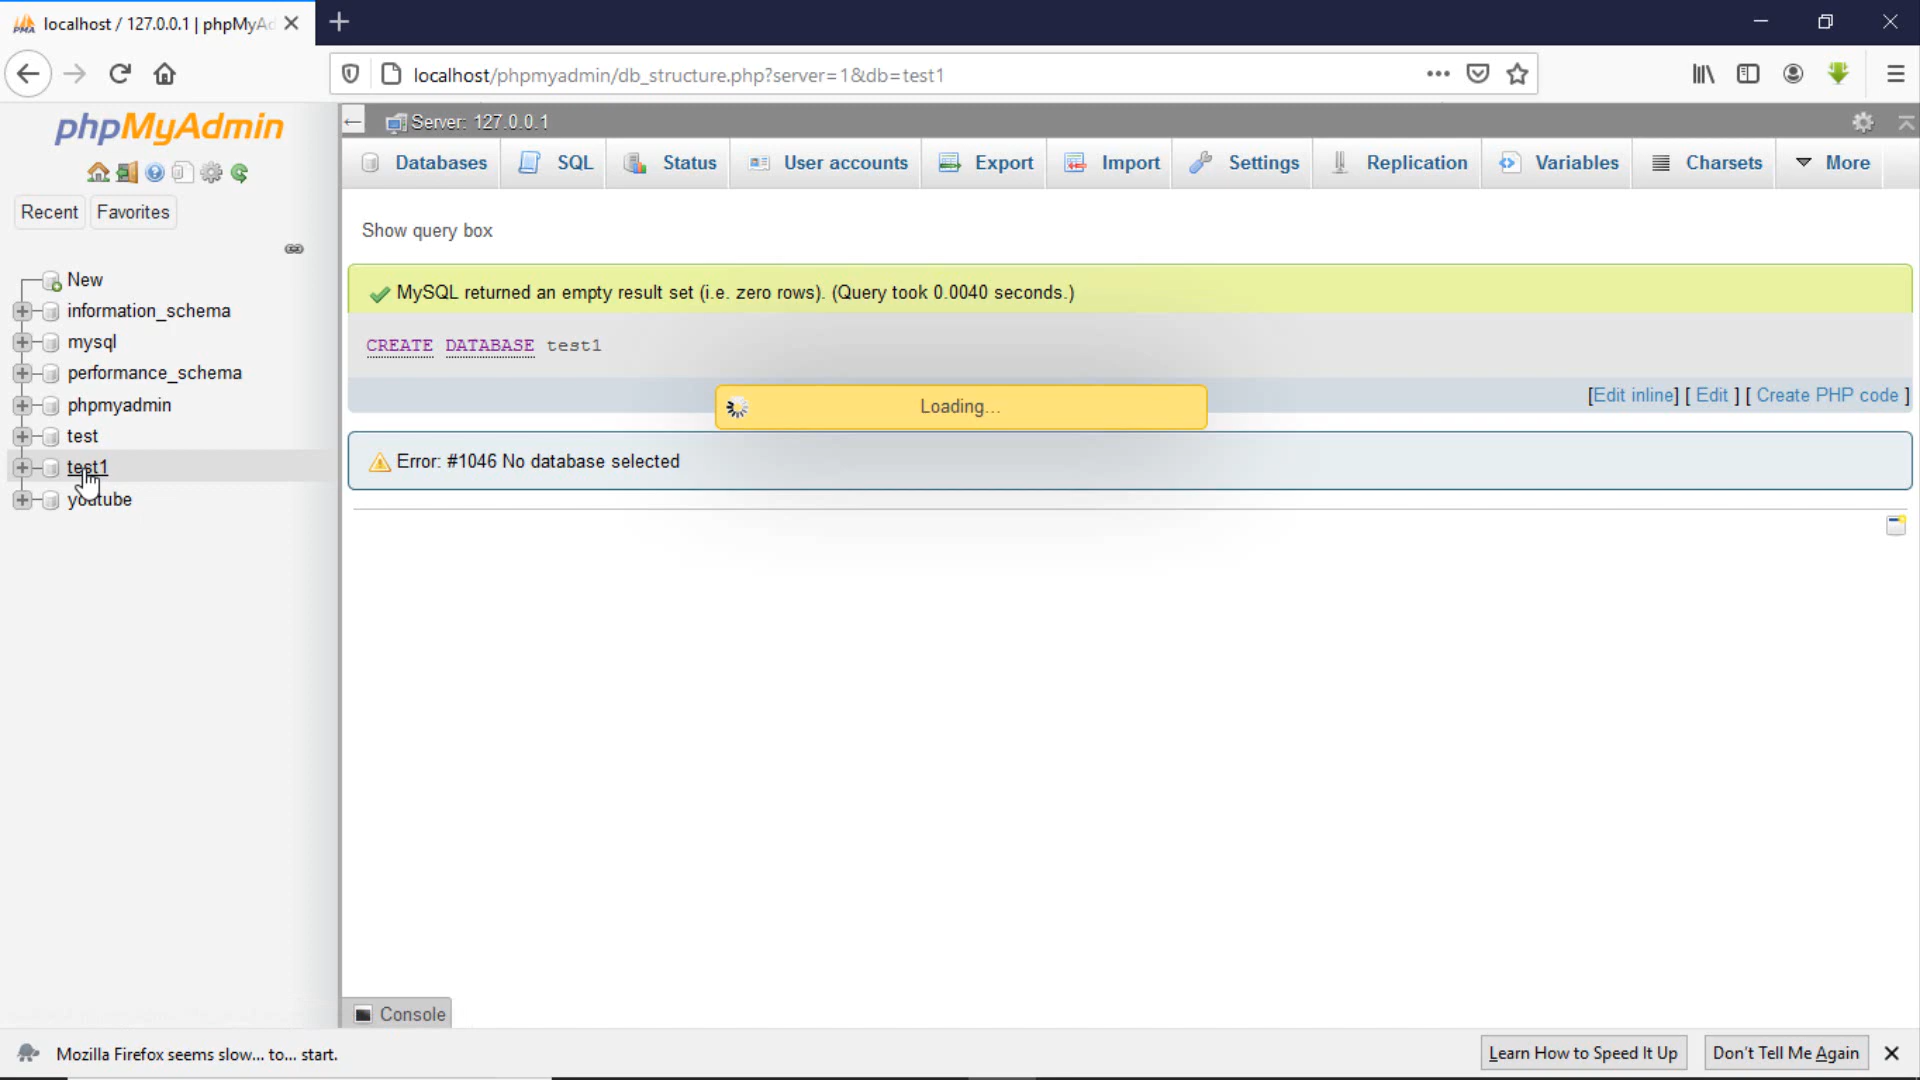 localhost / 127.0.0.1 | phpMyAd
localhost/phpmyadmin/db_structure.php?server=1&db=test1
phpMyAdmin
Server: 127.0.0.1
Databases SQL Status User accounts Export Import Settings Replication Variables Charsets More
Recent Favorites
Show query box
New
information_schema
mysql
performance_schema
phpmyadmin
test
test1
youtube
MySQL returned an empty result set (i.e. zero rows). (Query took 0.0040 seconds.)
CREATE DATABASE test1
[Edit inline] [ Edit ] [ Create PHP code ]
Loading...
Error: #1046 No database selected
Console
Mozilla Firefox seems slow... to... start.
Learn How to Speed It Up Don't Tell Me Again